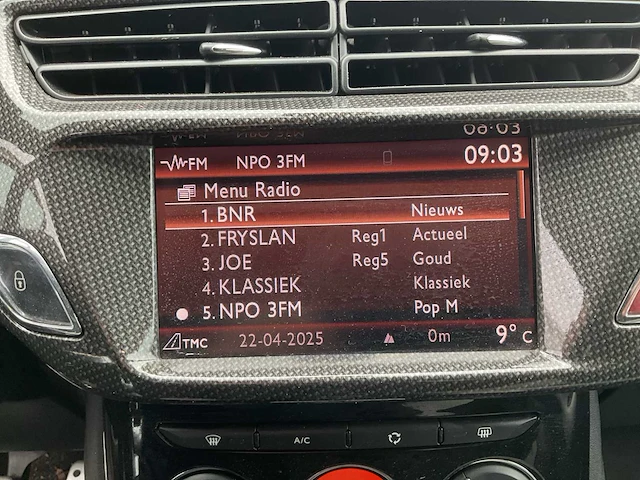 FM NPO 3FM 09:03
Menu Radio
1. BNR Nieuws
2. FRYSLAN Reg1 Actueel
3. JOE Reg5 Goud
4. KLASSIEK Klassiek
5. NPO 3FM Pop M
TMC 22-04-2025 0m 9° C
A/C